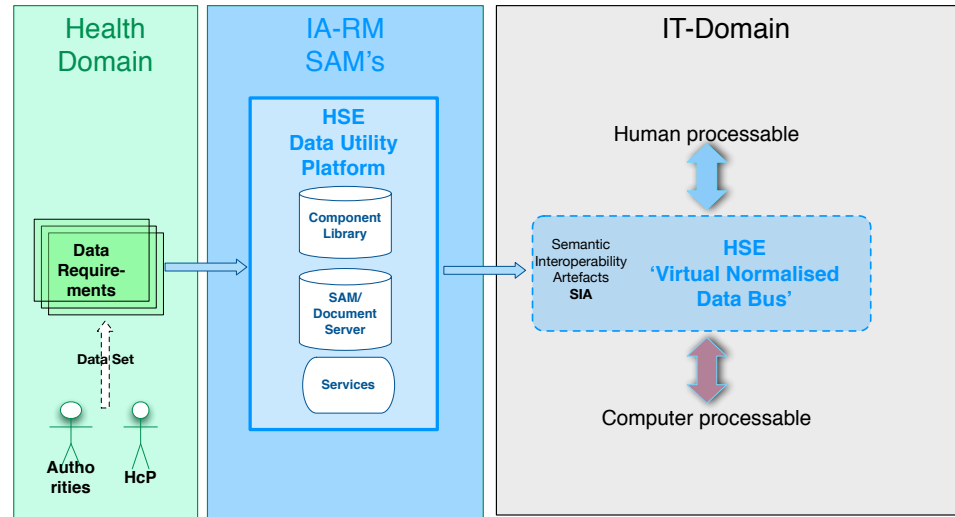 Health
Domain
Data
Require-
ments
Data Set
Autho
rities
HcP
IA-RM
SAM's
HSE
Data Utility
Platform
Component
Library
SAM/
Document
Server
Services
IT-Domain
Human processable
Semantic
Interoperability
Artefacts
SIA
HSE
‘Virtual Normalised
Data Bus’
Computer processable